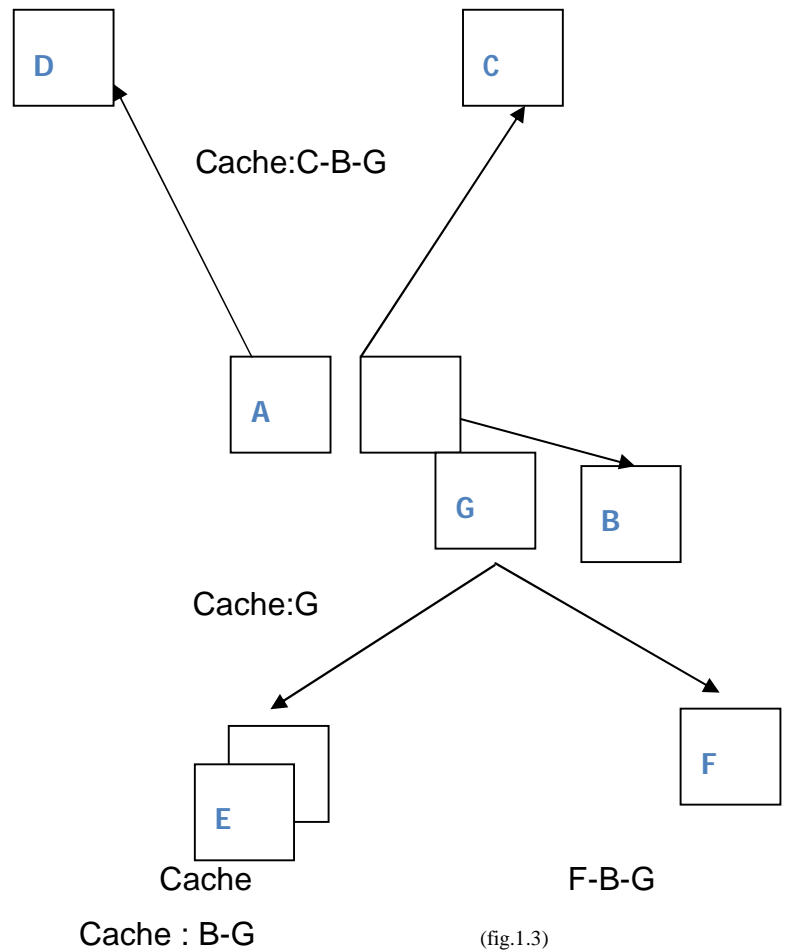 D
C
Cache:C-B-G
A
G
B
Cache:G
F
E
Cache
F-B-G
Cache : B-G
(fig.1.3)